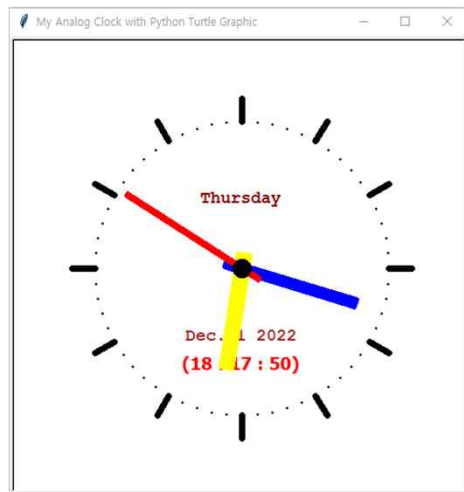 My Analog Clock with Python Turtle Graphic
Thursday
Dec. 1 2022
(18 : 17 : 50)